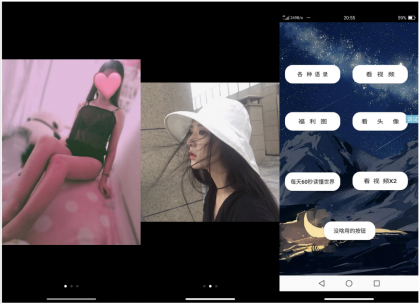 20:55
99%
各 种 语 录
看 视 频
福 利 图
看 头 像
每天60秒读懂世界
看 视 频X2
没啥用的按钮